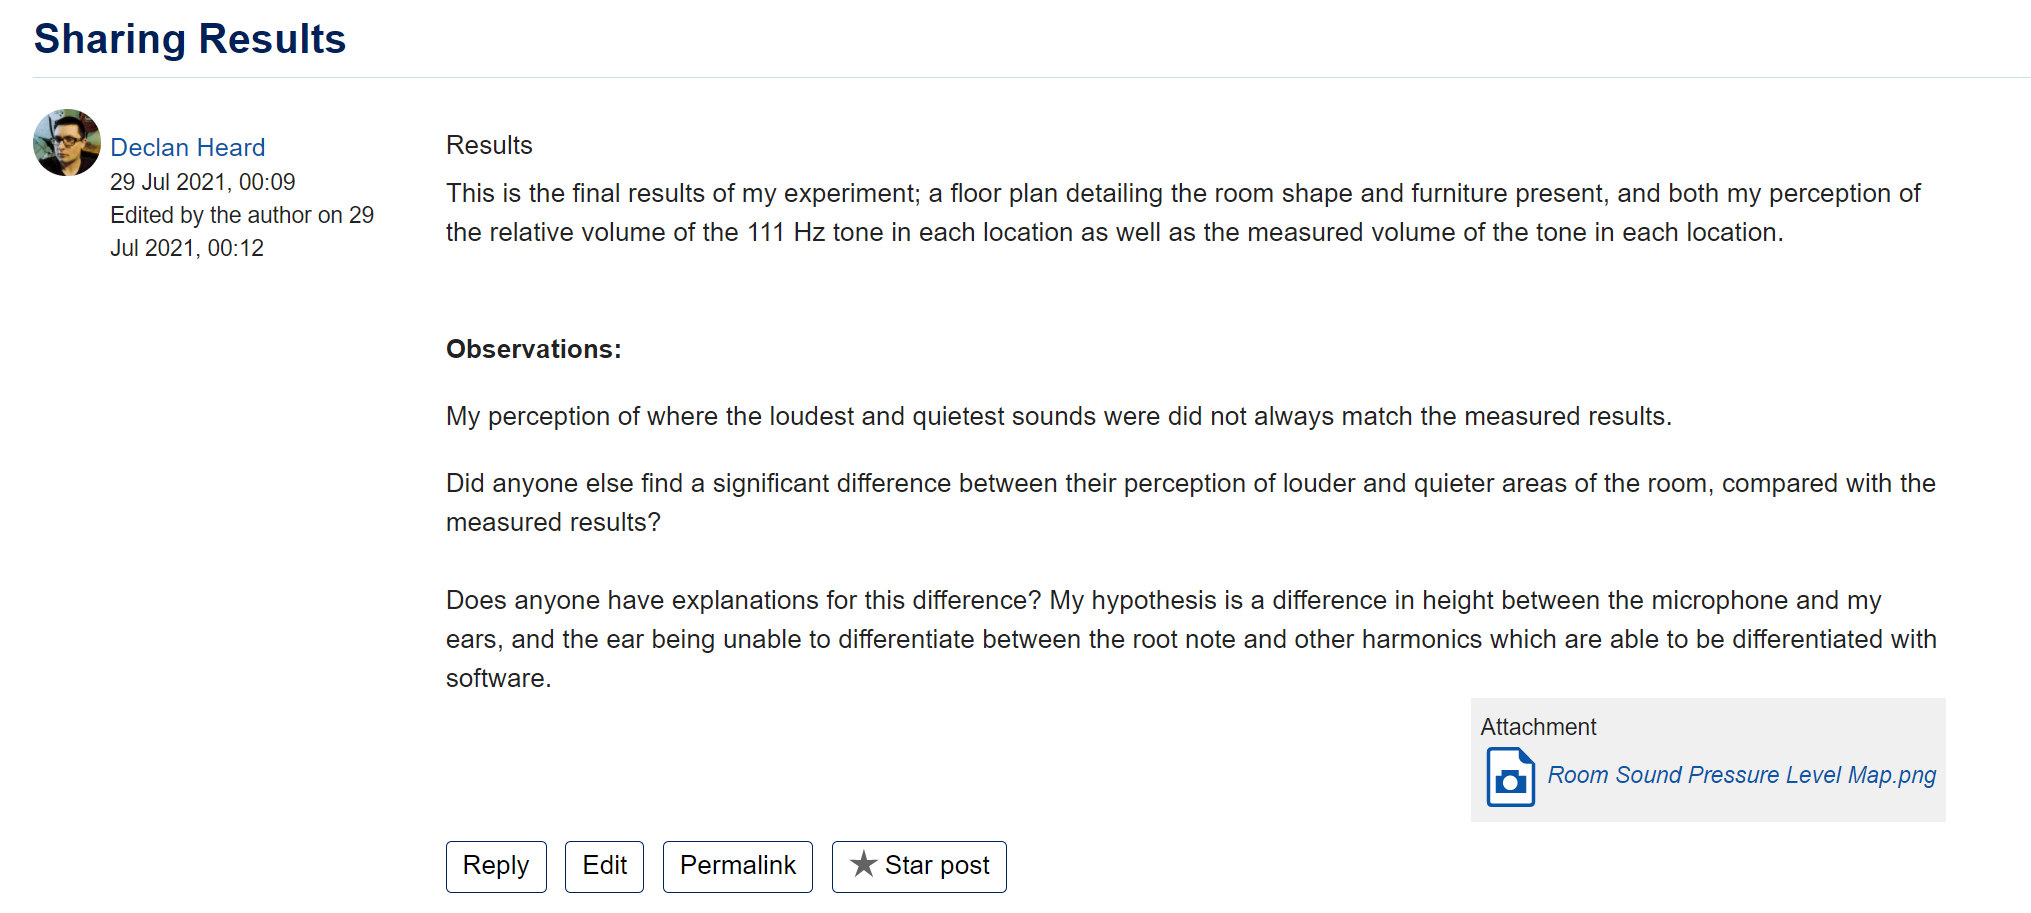 Sharing Results
Declan Heard
29 Jul 2021, 00:09
Edited by the author on 29
Jul 2021, 00:12
Results
This is the final results of my experiment; a floor plan detailing the room shape and furniture present, and both my perception of
the relative volume of the 111 Hz tone in each location as well as the measured volume of the tone in each location.
Observations:
My perception of where the loudest and quietest sounds were did not always match the measured results.
Did anyone else find a significant difference between their perception of louder and quieter areas of the room, compared with the
measured results?
Does anyone have explanations for this difference? My hypothesis is a difference in height between the microphone and my
ears, and the ear being unable to differentiate between the root note and other harmonics which are able to be differentiated with
software.
Attachment
Room Sound Pressure Level Map.png
Reply
Edit
Permalink
Star post